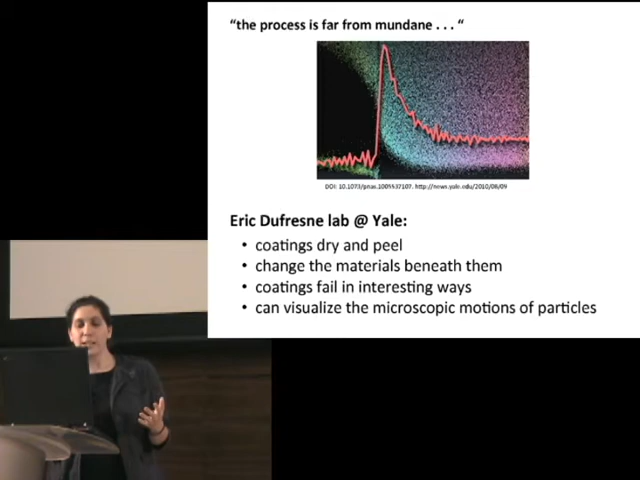 "the process is far from mundane . . . "
DOI: 10.1073/pnas.1005537107. http://news.yale.edu/2010/08/09
Eric Dufresne lab @ Yale:
• coatings dry and peel
• change the materials beneath them
• coatings fail in interesting ways
• can visualize the microscopic motions of particles